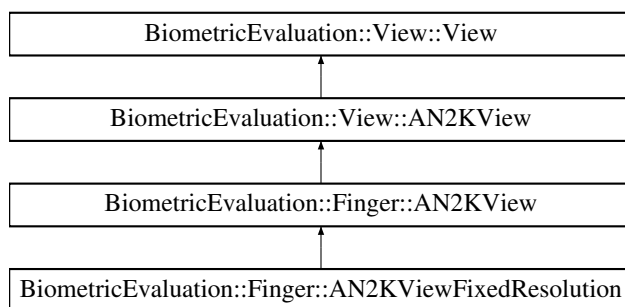 BiometricEvaluation::View::View
BiometricEvaluation::View::AN2KView
BiometricEvaluation::Finger::AN2KView
BiometricEvaluation::Finger::AN2KViewFixedResolution